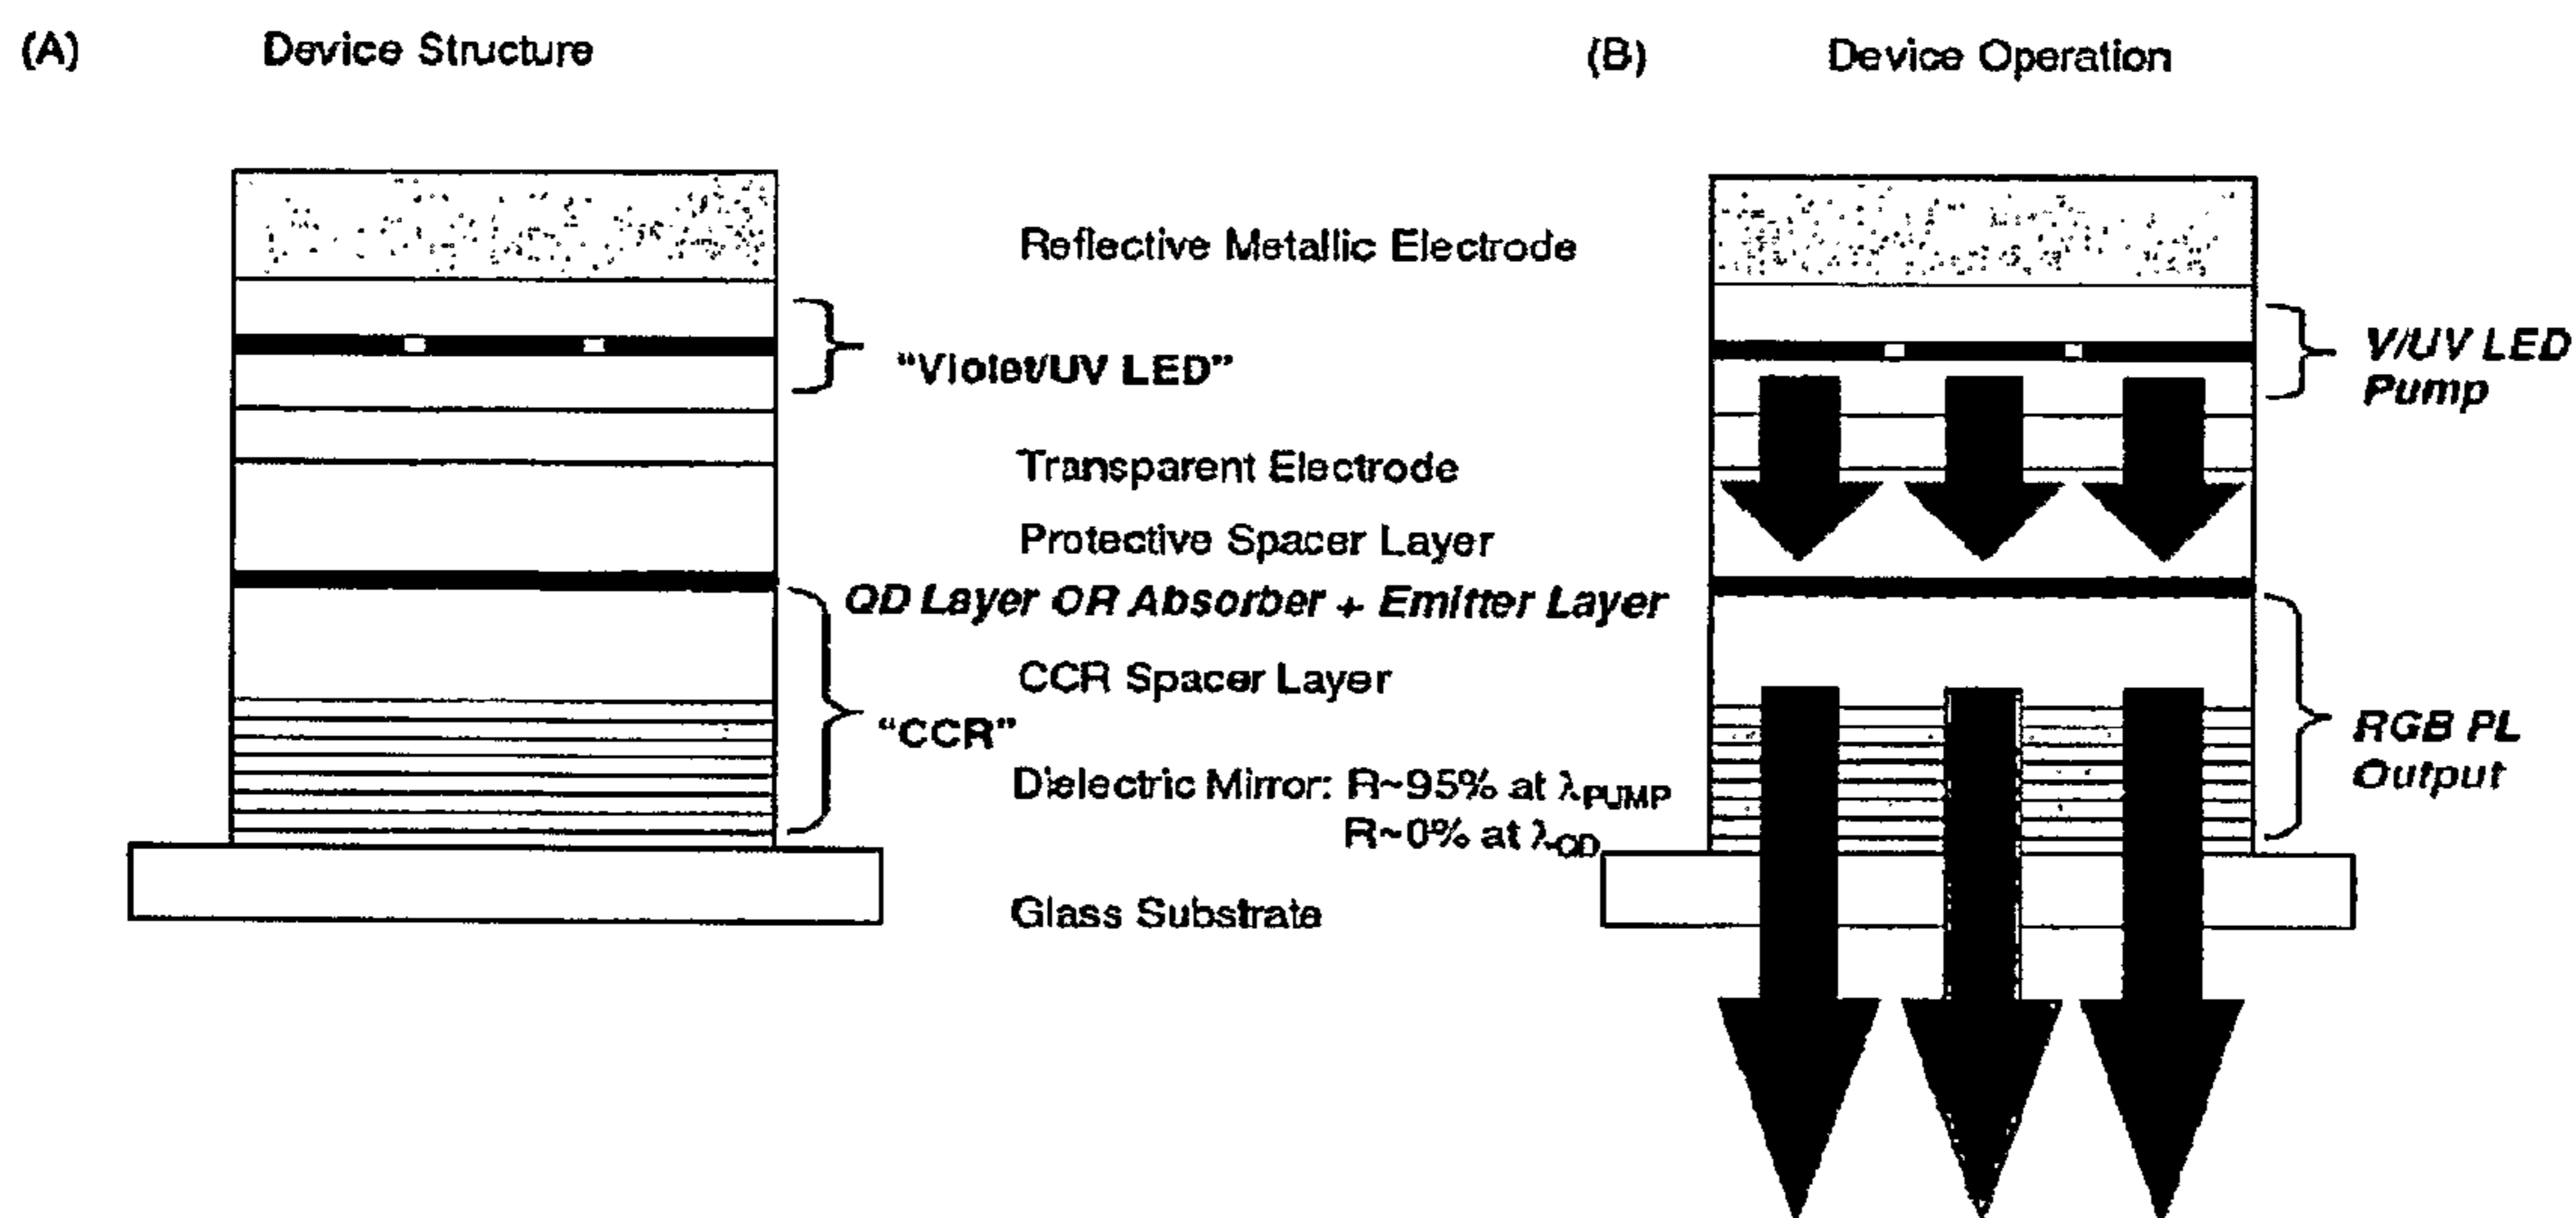 (A) Device Structure
(B) Device Operation
Reflective Metallic Electrode
"Violet/UV LED"
Transparent Electrode
Protective Spacer Layer
QD Layer OR Absorber + Emitter Layer
CCR Spacer Layer
"CCR"
Dielectric Mirror: R~95% at λPUMP
R~0% at λQD
Glass Substrate
V/UV LED
Pump
RGB PL
Output